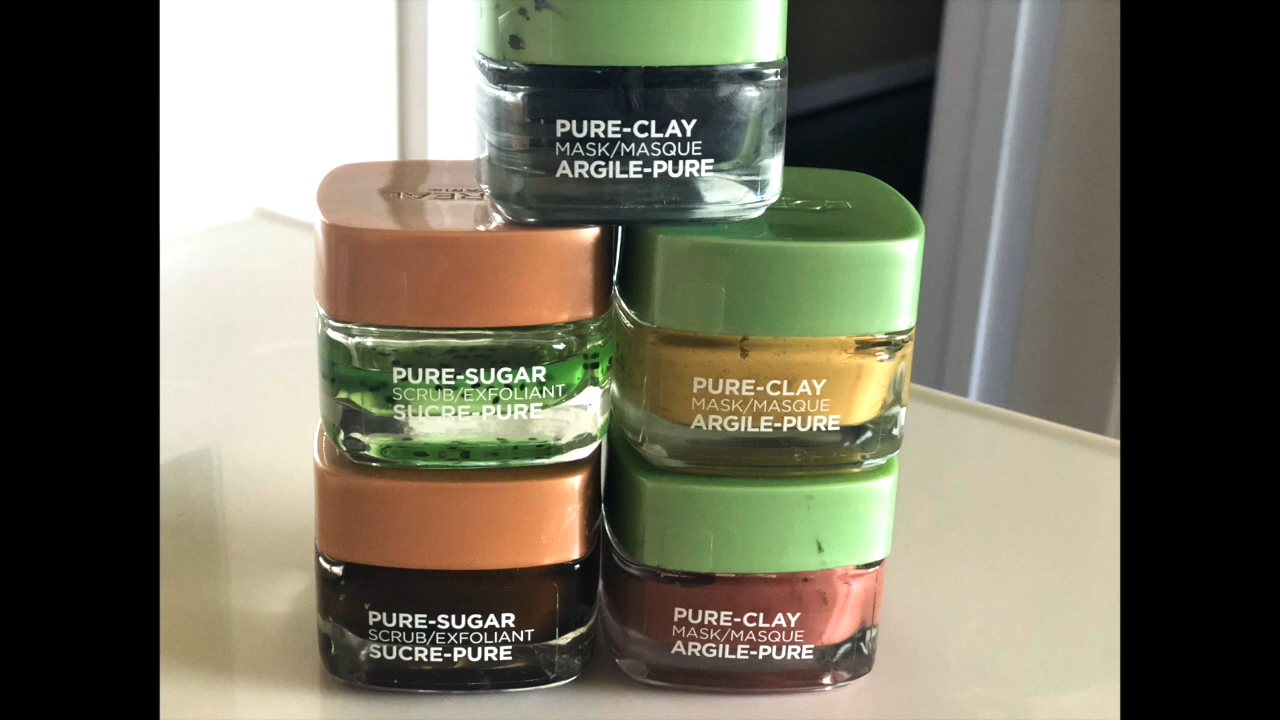 PURE-CLAY
MASK/MASQUE
ARGILE-PURE
PURE-SUGAR
SCRUB/EXFOLIANT
SUCRE-PURE
PURE-CLAY
MASK/MASQUE
ARGILE-PURE
PURE-SUGAR
SCRUB/EXFOLIANT
SUCRE-PURE
PURE-CLAY
MASK/MASQUE
ARGILE-PURE